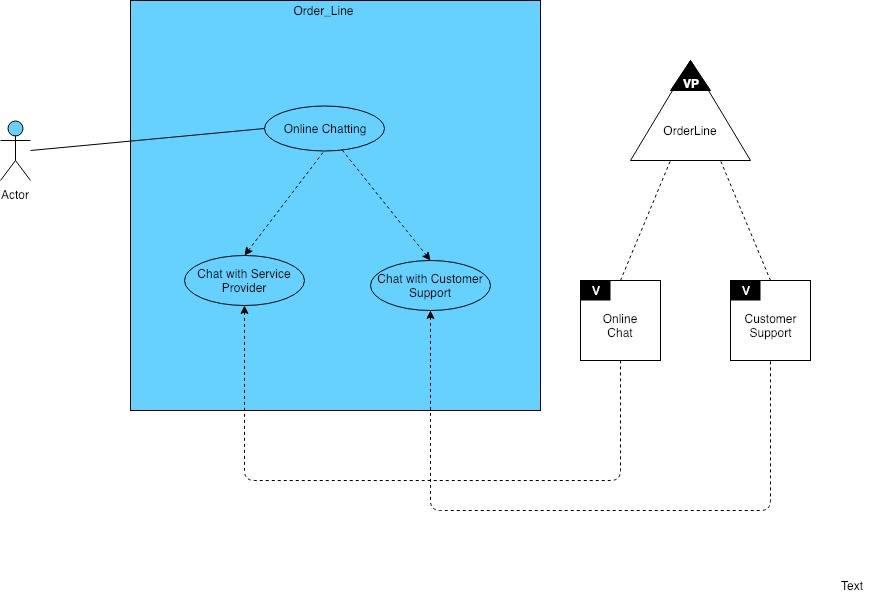 Order_Line
VP
OrderLine
Online Chatting
Actor
Chat with Service
Provider
Chat with Customer
Support
V
Online
Chat
V
Customer
Support
Text